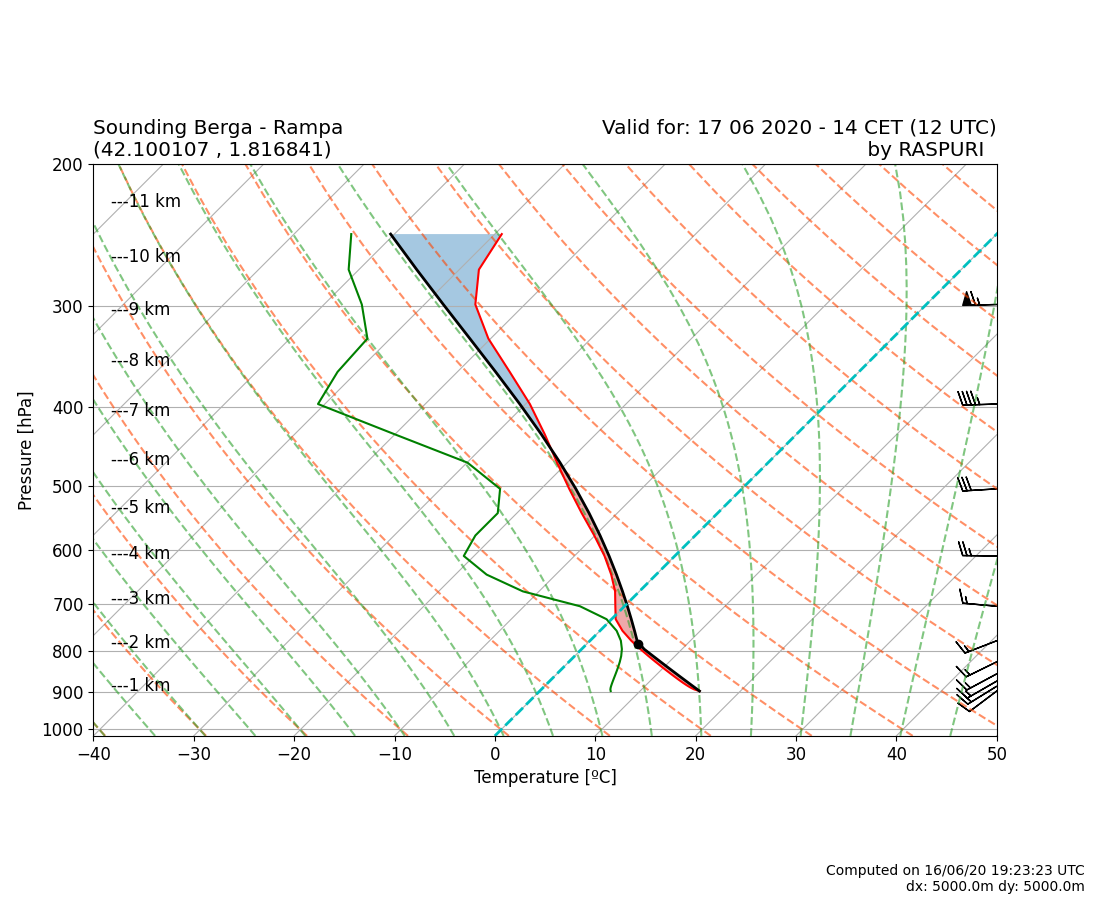 Sounding Berga - Rampa
(42.100107 , 1.816841)
Valid for: 17 06 2020 - 14 CET (12 UTC)
by RASPURI
200
300
400
500
600
700
800
900
1000
Pressure [hPa]
---11 km
---10 km
---9 km
---8 km
---7 km
---6 km
---5 km
---4 km
---3 km
---2 km
---1 km
−40 −30 −20 −10 0 10 20 30 40 50
Temperature [ºC]
Computed on 16/06/20 19:23:23 UTC
dx: 5000.0m dy: 5000.0m